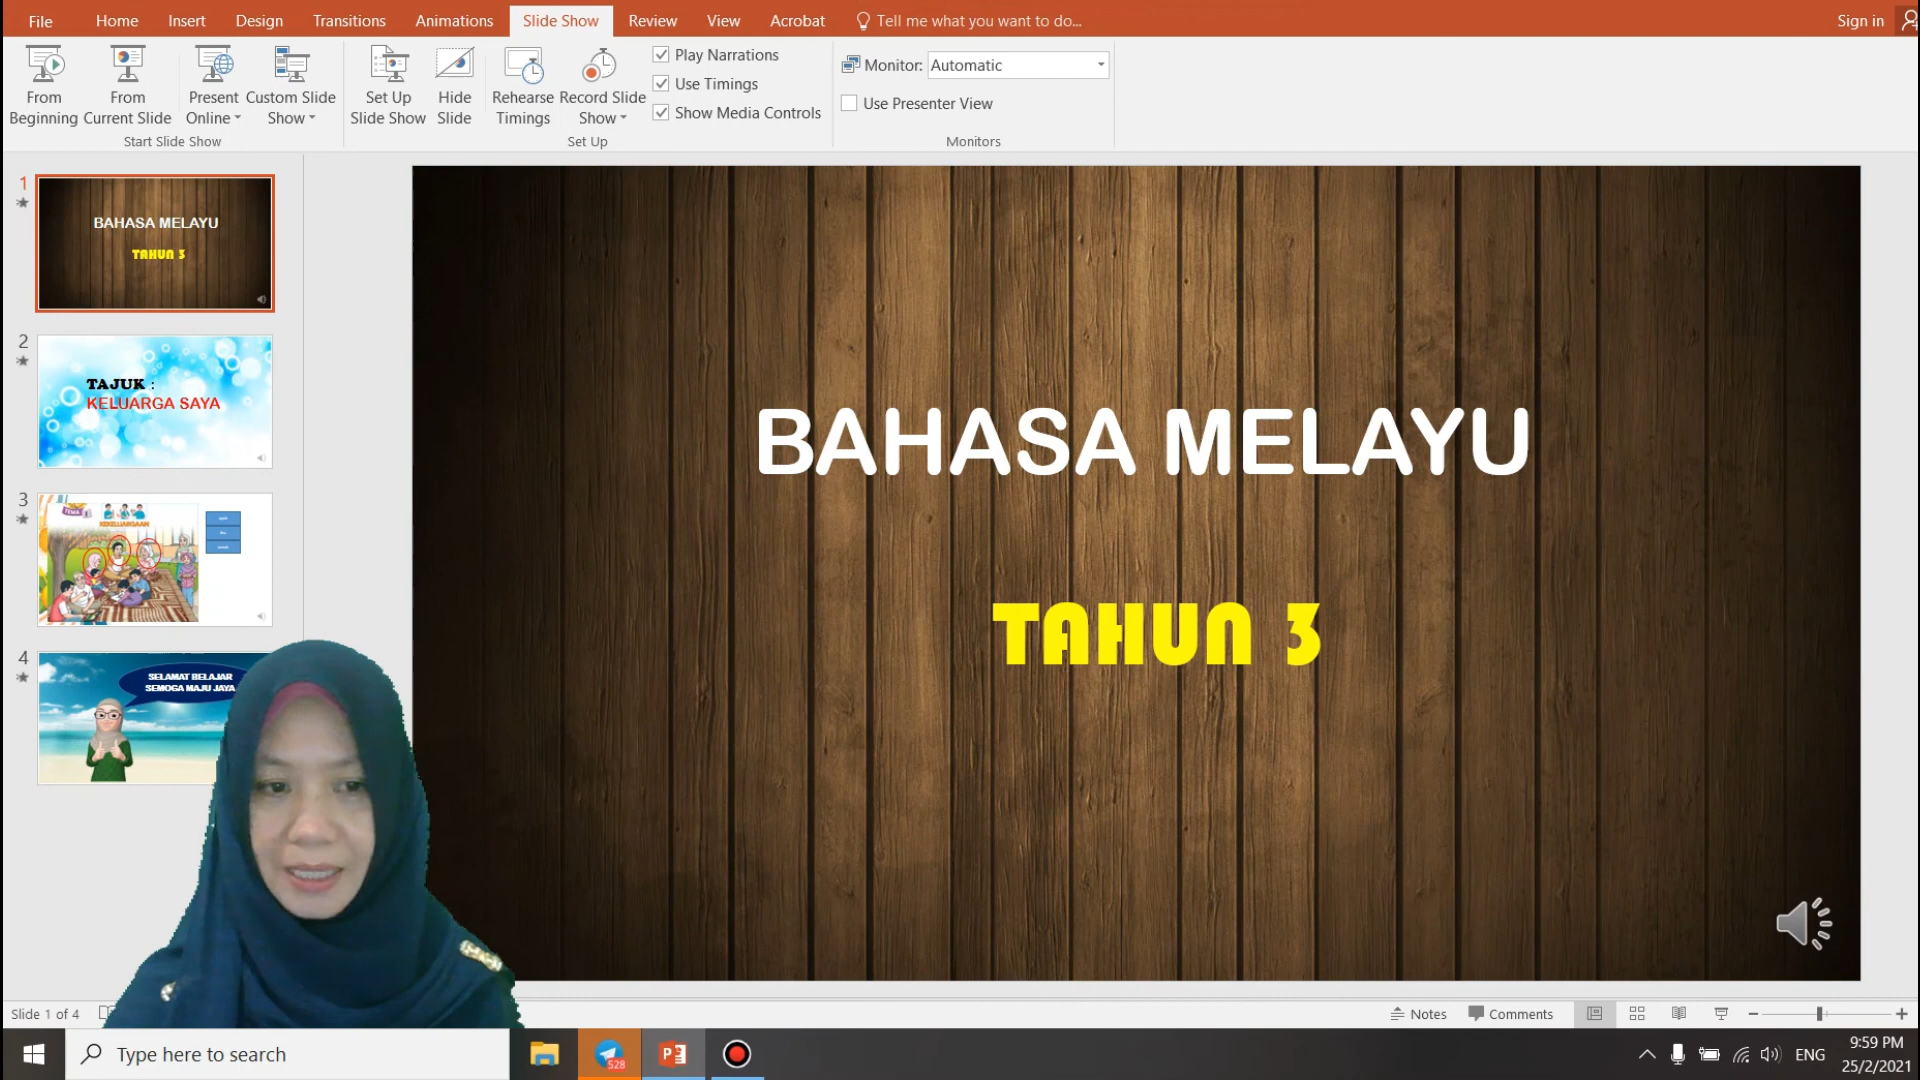 File Home Insert Design Transitions Animations Slide Show Review View Acrobat Tell me what you want to do... Sign in
From Beginning
From Current Slide
Present Online
Custom Slide Show
Start Slide Show
Set Up Slide Show
Hide Slide
Rehearse Timings
Record Slide Show
Play Narrations
Use Timings
Show Media Controls
Set Up
Monitor: Automatic
Use Presenter View
Monitors
1
BAHASA MELAYU
TAHUN 3
2
TAJUK :
KELUARGA SAYA
3
TEMA 1
KEKELUARGAAN
4
SELAMAT BELAJAR
SEMOGA MAJU JAYA
BAHASA MELAYU
TAHUN 3
Slide 1 of 4
Notes Comments
Type here to search
528
ENG
9:59 PM
25/2/2021